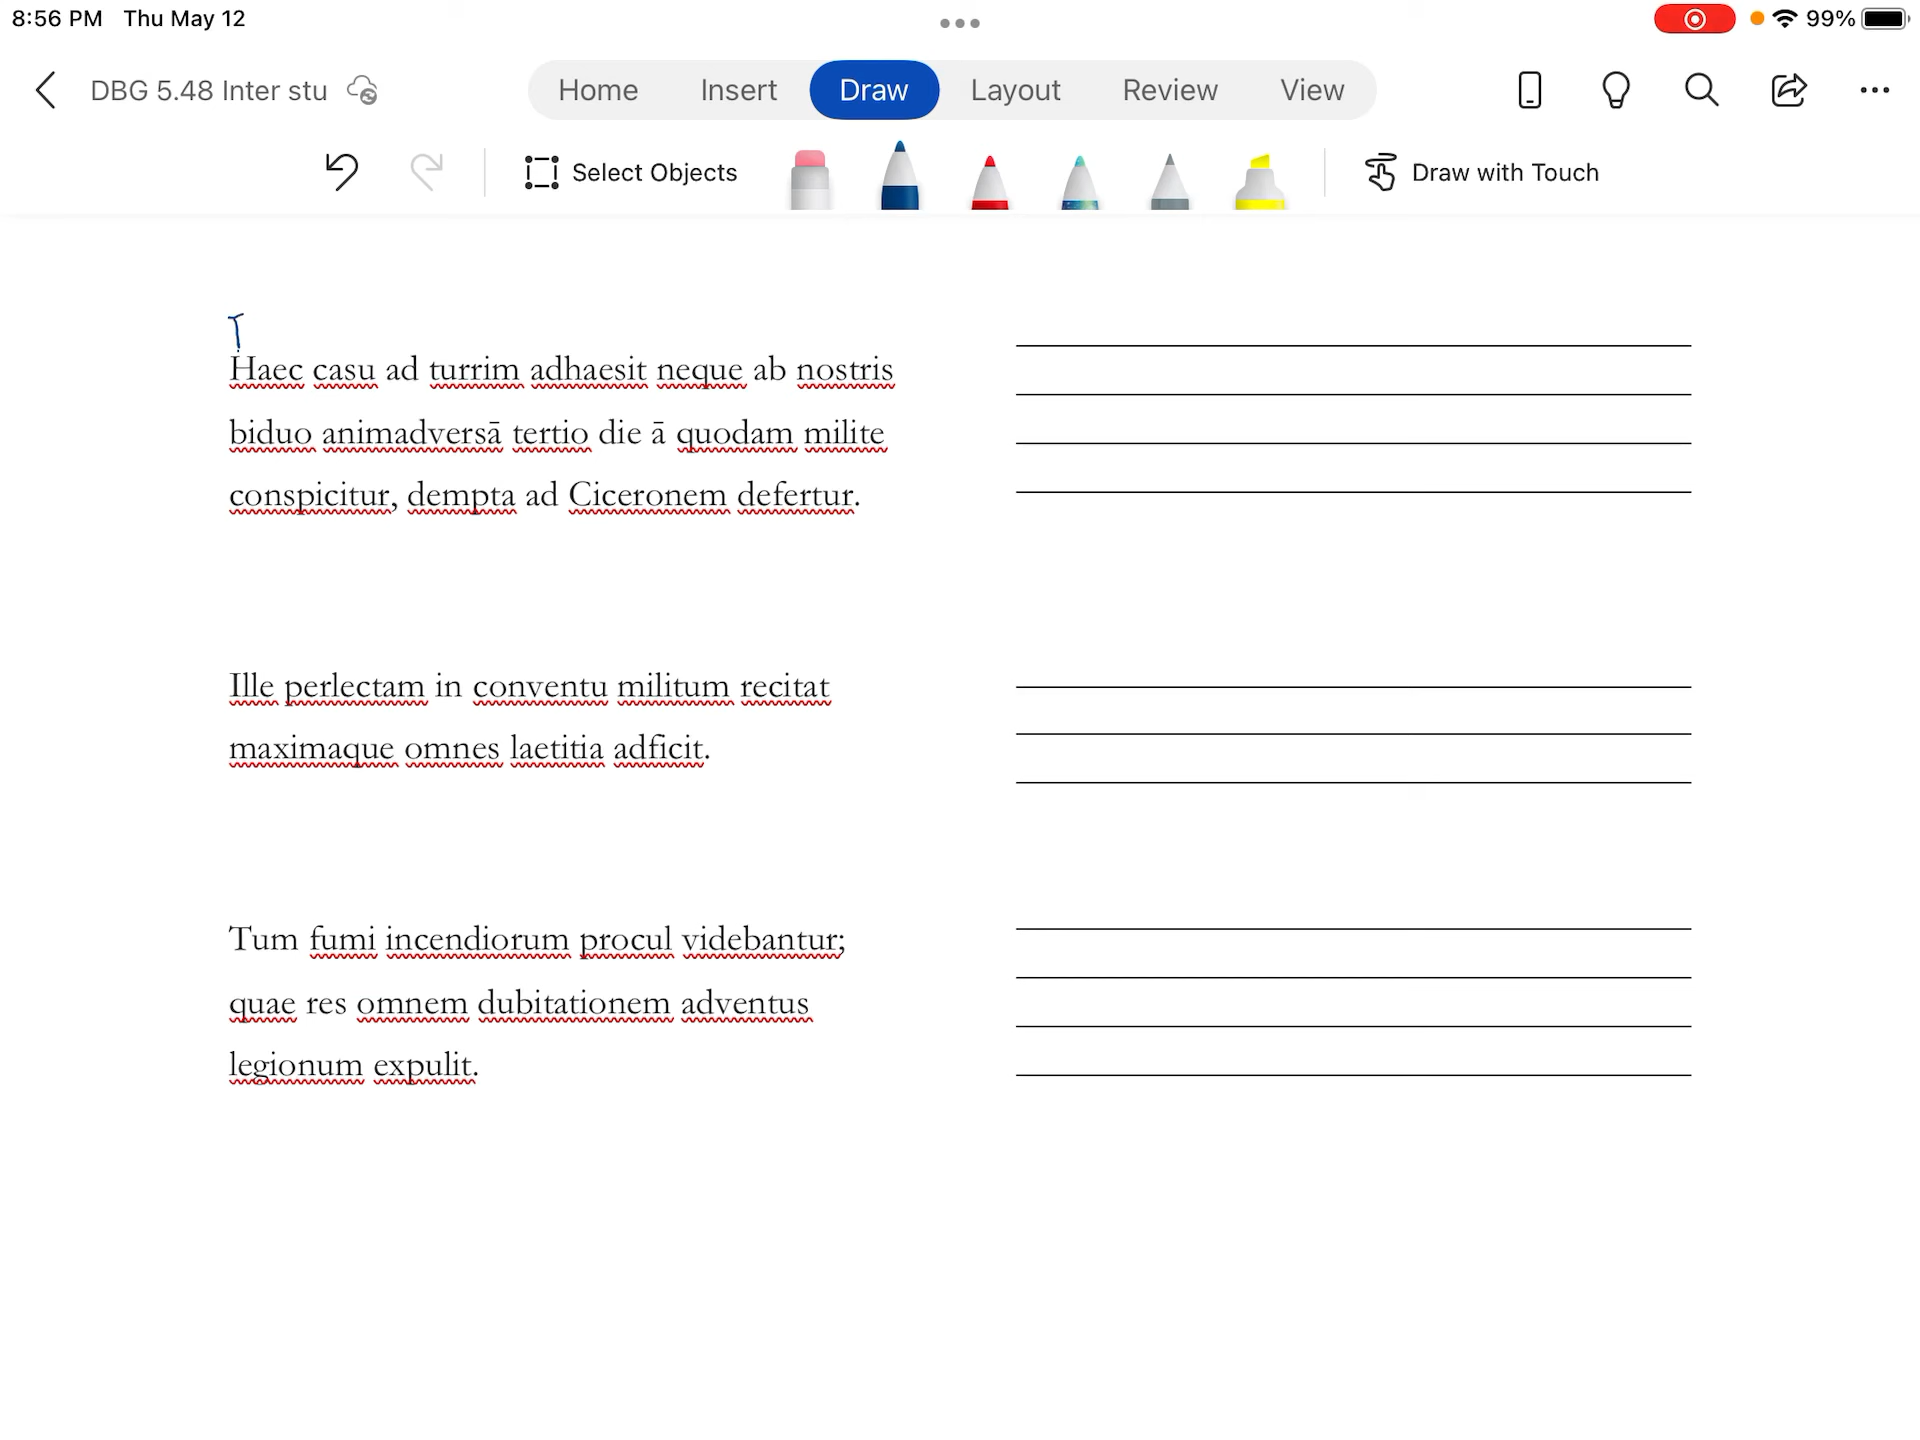 8:56 PM Thu May 12
99%
DBG 5.48 Inter stu
Home Insert Draw Layout Review View
Select Objects
Draw with Touch
T
Haec casu ad turrim adhaesit neque ab nostris
biduo animadversā tertio die ā quodam milite
conspicitur, dempta ad Ciceronem defertur.
Ille perlectam in conventu militum recitat
maximaque omnes laetitia adficit.
Tum fumi incendiorum procul videbantur;
quae res omnem dubitationem adventus
legionum expulit.